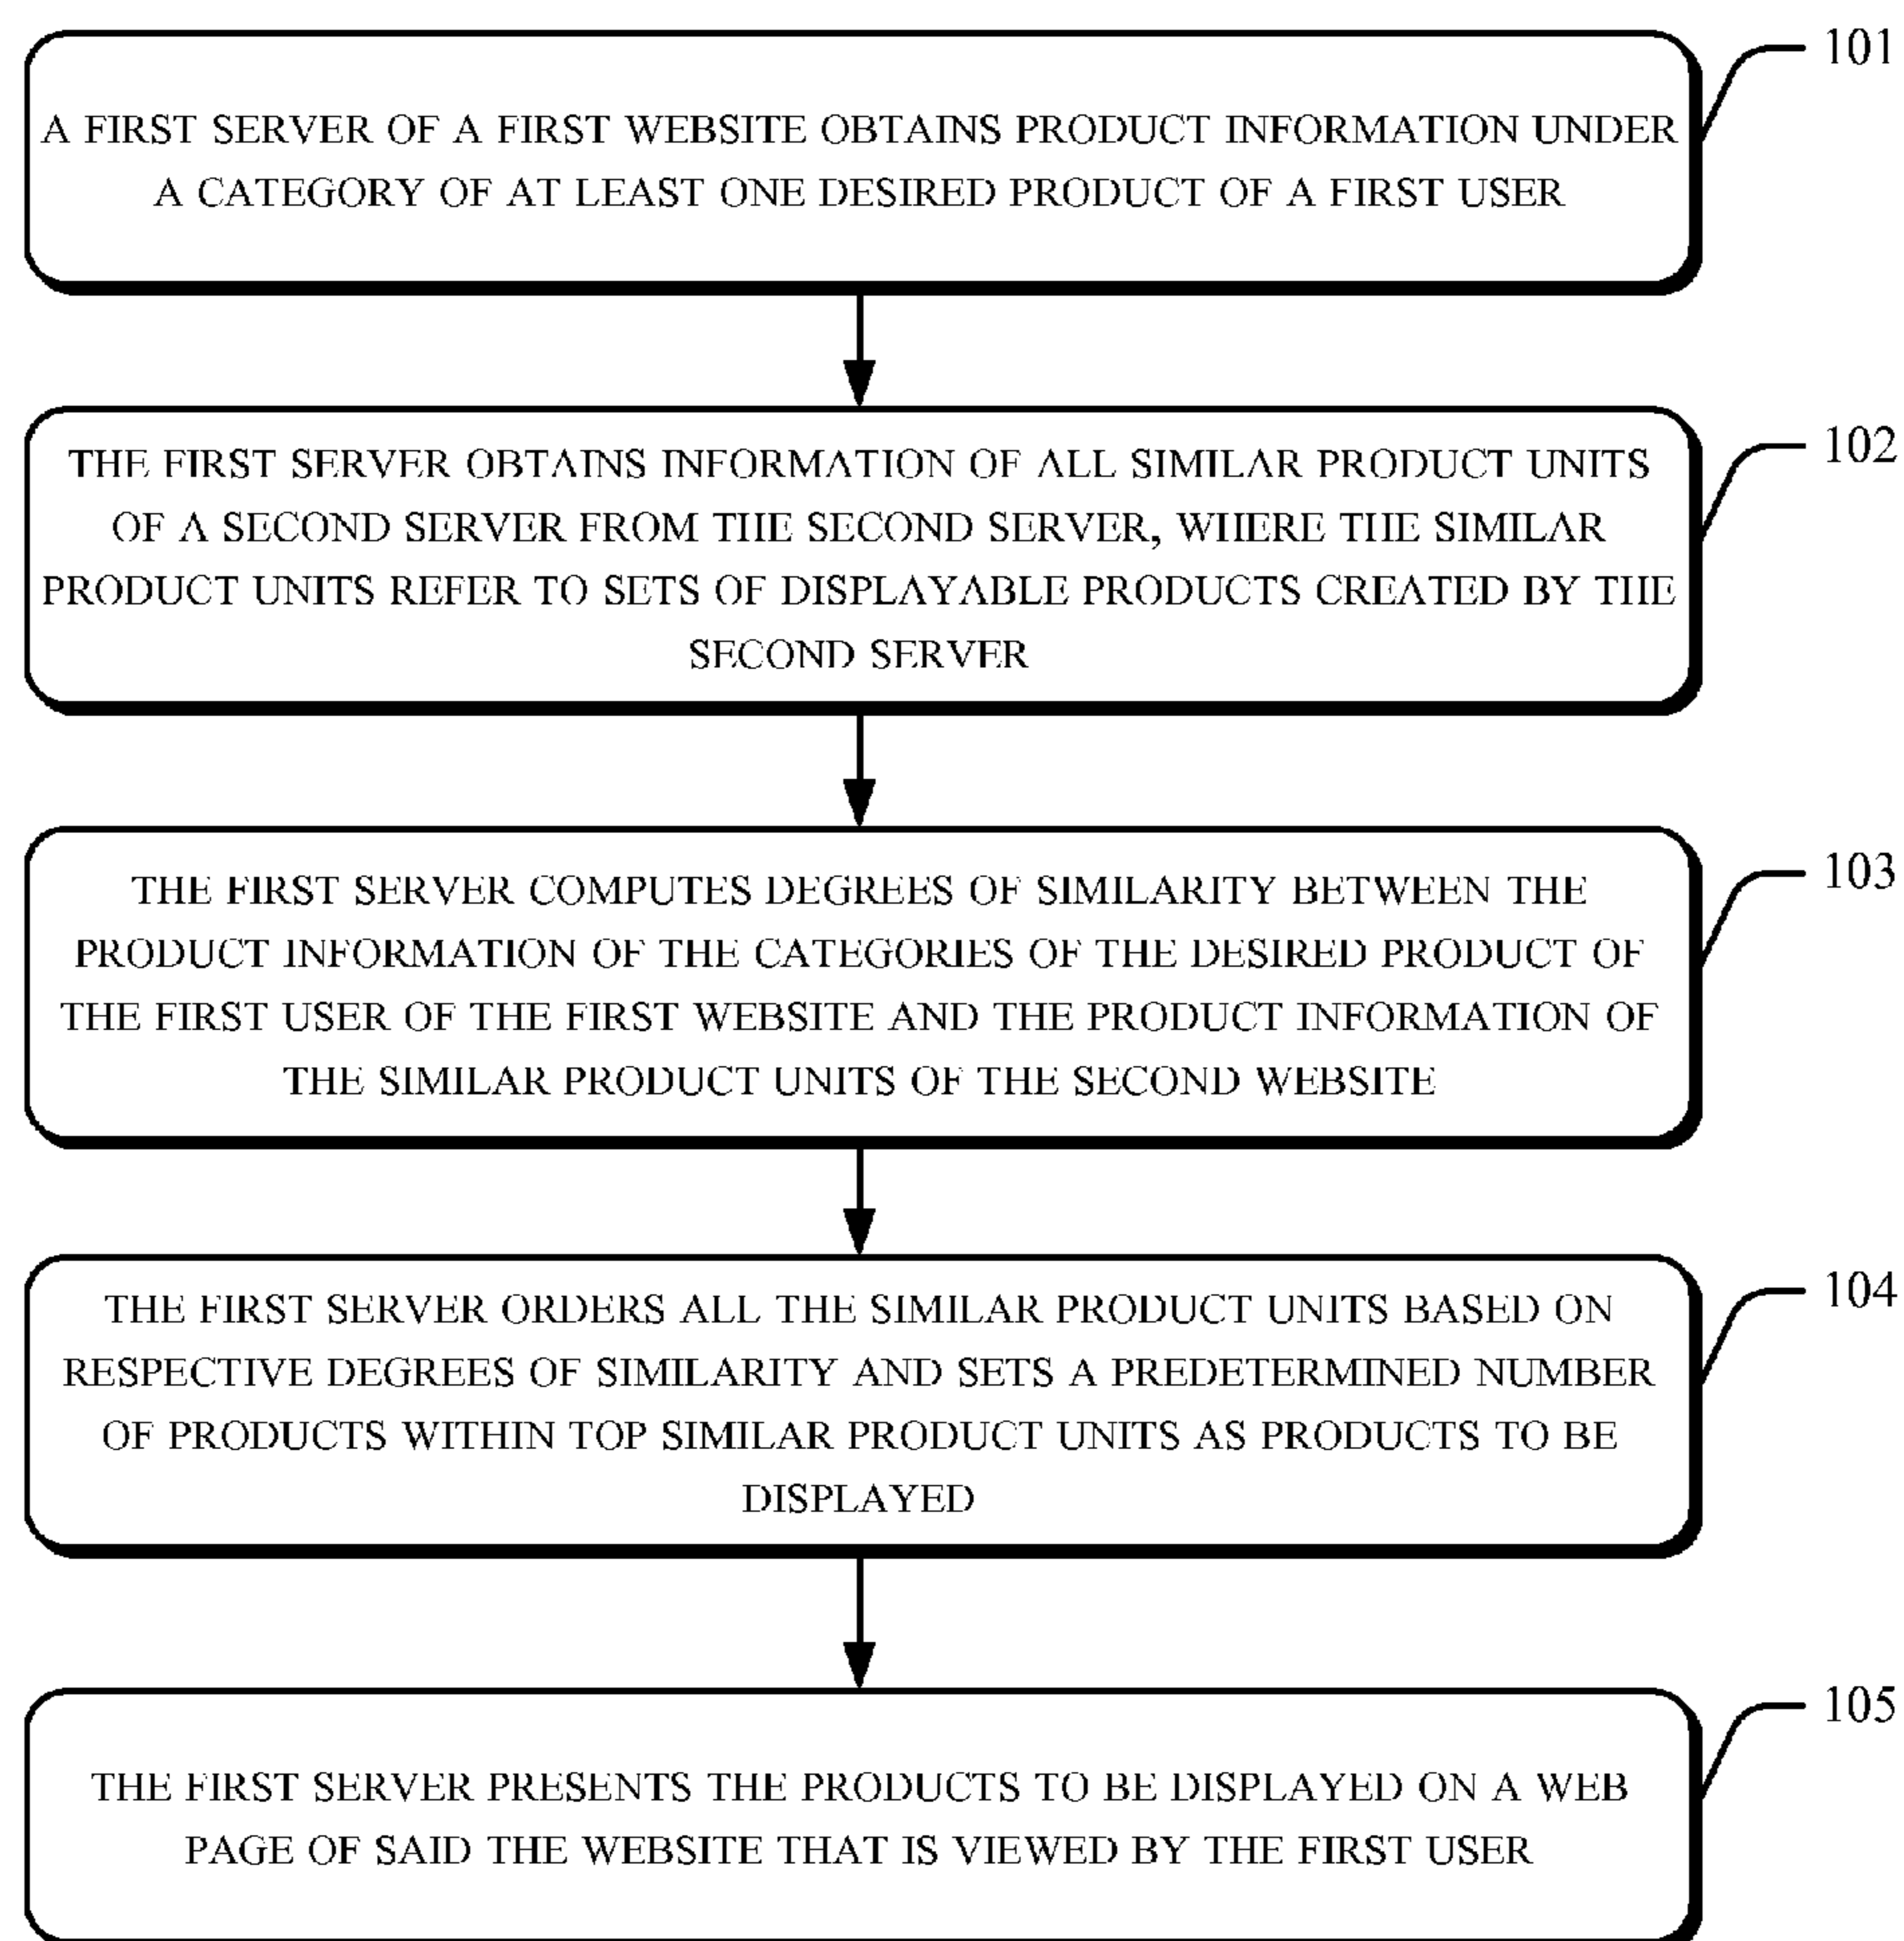 101
A FIRST SERVER OF A FIRST WEBSITE OBTAINS PRODUCT INFORMATION UNDER
A CATEGORY OF AT LEAST ONE DESIRED PRODUCT OF A FIRST USER
102
THE FIRST SERVER OBTAINS INFORMATION OF ALL SIMILAR PRODUCT UNITS
OF A SECOND SERVER FROM THE SECOND SERVER, WHERE THE SIMILAR
PRODUCT UNITS REFER TO SETS OF DISPLAYABLE PRODUCTS CREATED BY THE
SECOND SERVER
103
THE FIRST SERVER COMPUTES DEGREES OF SIMILARITY BETWEEN THE
PRODUCT INFORMATION OF THE CATEGORIES OF THE DESIRED PRODUCT OF
THE FIRST USER OF THE FIRST WEBSITE AND THE PRODUCT INFORMATION OF
THE SIMILAR PRODUCT UNITS OF THE SECOND WEBSITE
104
THE FIRST SERVER ORDERS ALL THE SIMILAR PRODUCT UNITS BASED ON
RESPECTIVE DEGREES OF SIMILARITY AND SETS A PREDETERMINED NUMBER
OF PRODUCTS WITHIN TOP SIMILAR PRODUCT UNITS AS PRODUCTS TO BE
DISPLAYED
105
THE FIRST SERVER PRESENTS THE PRODUCTS TO BE DISPLAYED ON A WEB
PAGE OF SAID THE WEBSITE THAT IS VIEWED BY THE FIRST USER